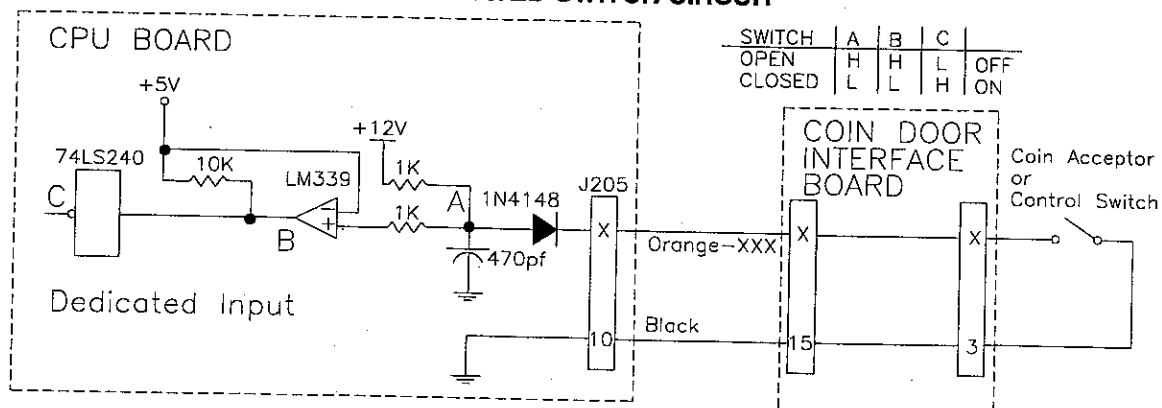 CPU BOARD
SWITCH A B C
OPEN H H L OFF
CLOSED L L H ON
+5V
+12V
74LS240
10K
LM339
1K
A
1N4148
J205
COIN DOOR
INTERFACE
BOARD
Coin Acceptor
or
Control Switch
C
B
1K
X
Orange-XXX
X
X
470pf
Dedicated Input
10
Black
15
3